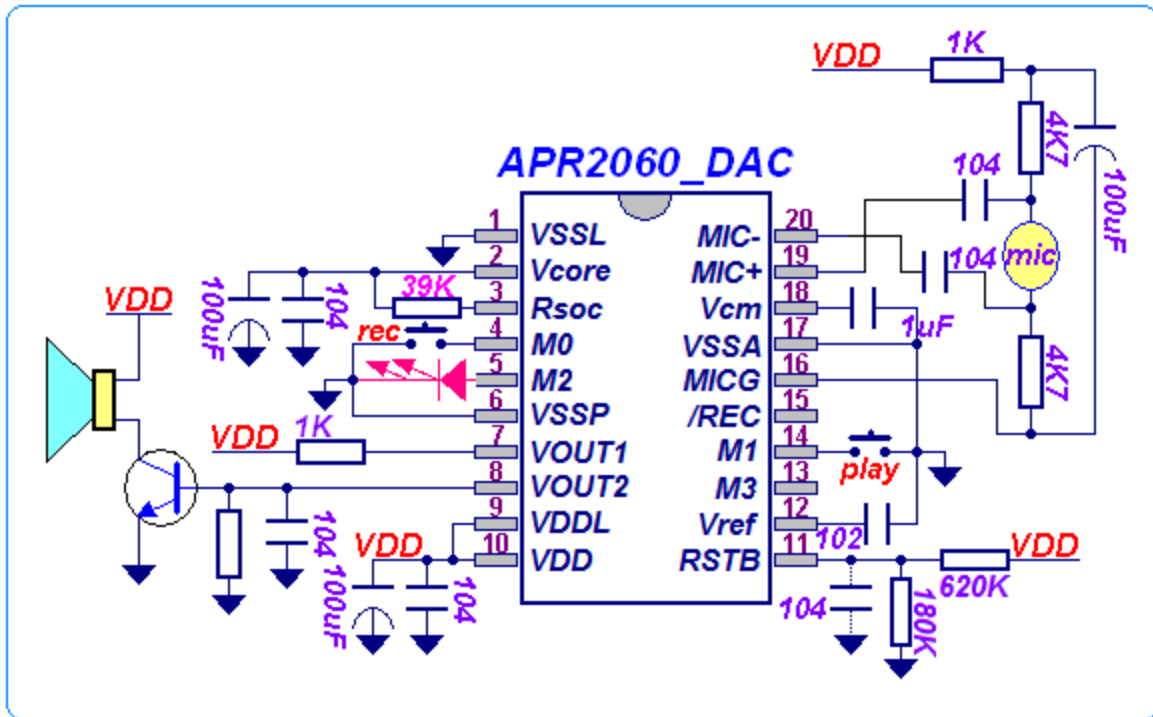 1K
VDD
4K7
100uF
APR2060_DAC
104
mic
104
1 VSSL MIC- 20
2 Vcore MIC+ 19
39K
3 Rsoc Vcm 18
1uF
100uF
104
VDD
rec
4 M0 VSSA 17
5 M2 MICG 16
4K7
6 VSSP /REC 15
1K
VDD
7 VOUT1 M1 14
play
8 VOUT2 M3 13
9 VDDL Vref 12
102
104
VDD
10 VDD RSTB 11
VDD
620K
100uF
104
104
180K